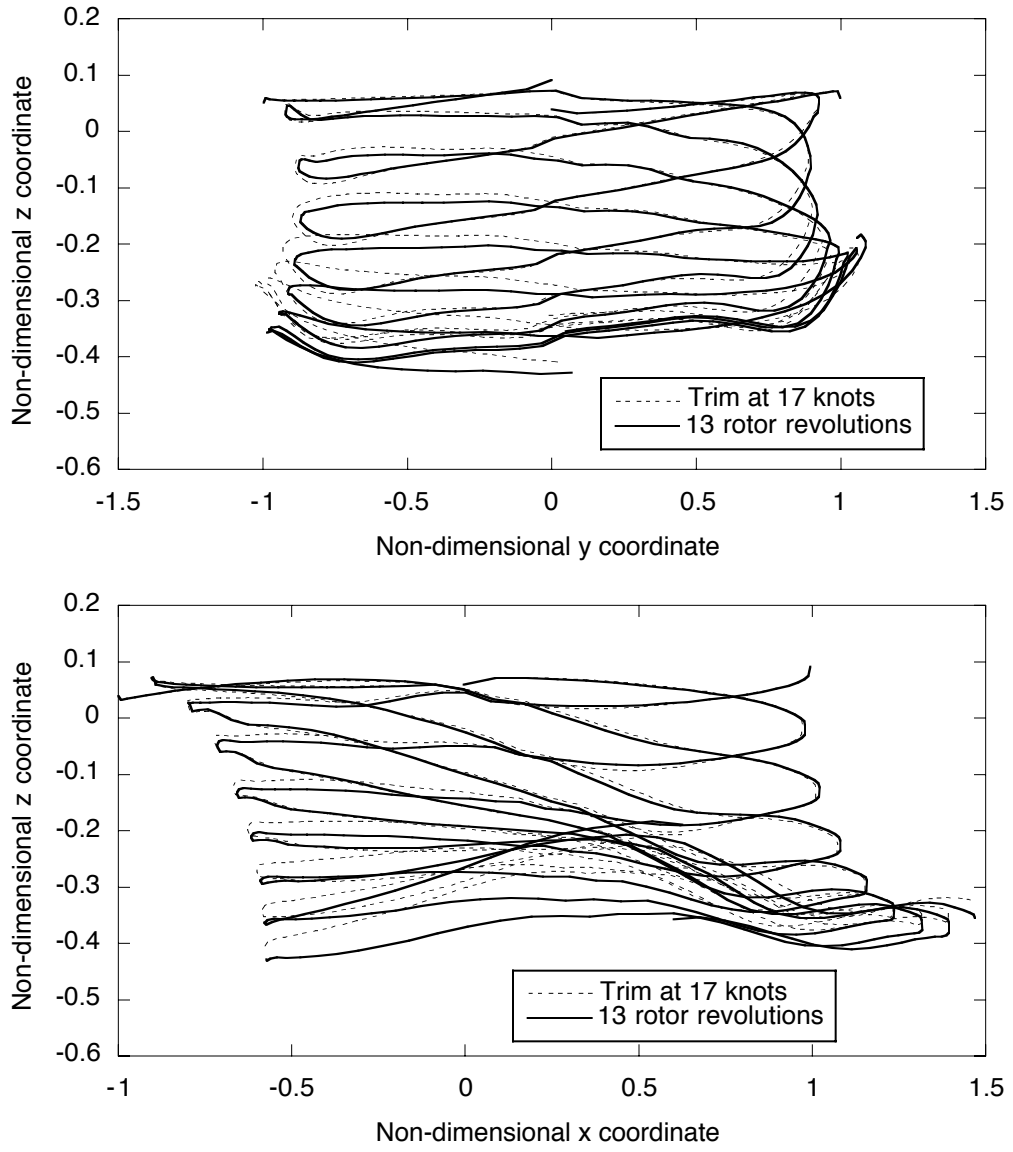 0.2
0.1
0
-0.1
-0.2
-0.3
-0.4
-0.5
-0.6
Non-dimensional z coordinate
Trim at 17 knots
13 rotor revolutions
-1.5 -1 -0.5 0 0.5 1 1.5
Non-dimensional y coordinate
0.2
0.1
0
-0.1
-0.2
-0.3
-0.4
-0.5
-0.6
Non-dimensional z coordinate
Trim at 17 knots
13 rotor revolutions
-1 -0.5 0 0.5 1 1.5
Non-dimensional x coordinate